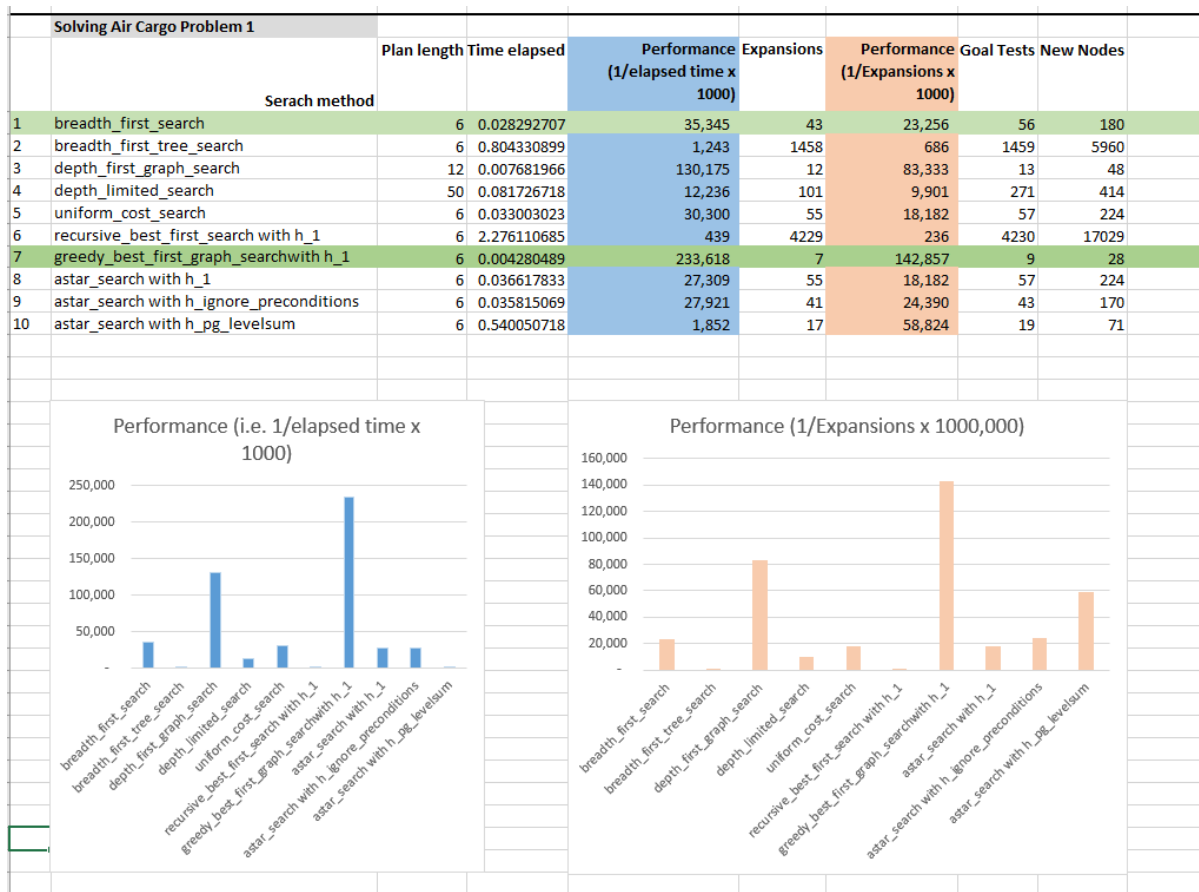 Solving Air Cargo Problem 1
Serach method Plan length Time elapsed Performance (1/elapsed time x 1000) Expansions Performance (1/Expansions x 1000) Goal Tests New Nodes
1 breadth_first_search 6 0.028292707 35,345 43 23,256 56 180
2 breadth_first_tree_search 6 0.804330899 1,243 1458 686 1459 5960
3 depth_first_graph_search 12 0.007681966 130,175 12 83,333 13 48
4 depth_limited_search 50 0.081726718 12,236 101 9,901 271 414
5 uniform_cost_search 6 0.033003023 30,300 55 18,182 57 224
6 recursive_best_first_search with h_1 6 2.276110685 439 4229 236 4230 17029
7 greedy_best_first_graph_searchwith h_1 6 0.004280489 233,618 7 142,857 9 28
8 astar_search with h_1 6 0.036617833 27,309 55 18,182 57 224
9 astar_search with h_ignore_preconditions 6 0.035815069 27,921 41 24,390 43 170
10 astar_search with h_pg_levelsum 6 0.540050718 1,852 17 58,824 19 71
Performance (i.e. 1/elapsed time x
1000)
250,000
200,000
150,000
100,000
50,000
-
breadth_first_search
breadth_first_tree_search
depth_first_graph_search
depth_limited_search
uniform_cost_search
recursive_best_first_search with h_1
greedy_best_first_graph_searchwith h_1
astar_search with h_1
astar_search with h_ignore_preconditions
astar_search with h_pg_levelsum
Performance (1/Expansions x 1000,000)
160,000
140,000
120,000
100,000
80,000
60,000
40,000
20,000
-
breadth_first_search
breadth_first_tree_search
depth_first_graph_search
depth_limited_search
uniform_cost_search
recursive_best_first_search with h_1
greedy_best_first_graph_searchwith h_1
astar_search with h_1
astar_search with h_ignore_preconditions
astar_search with h_pg_levelsum